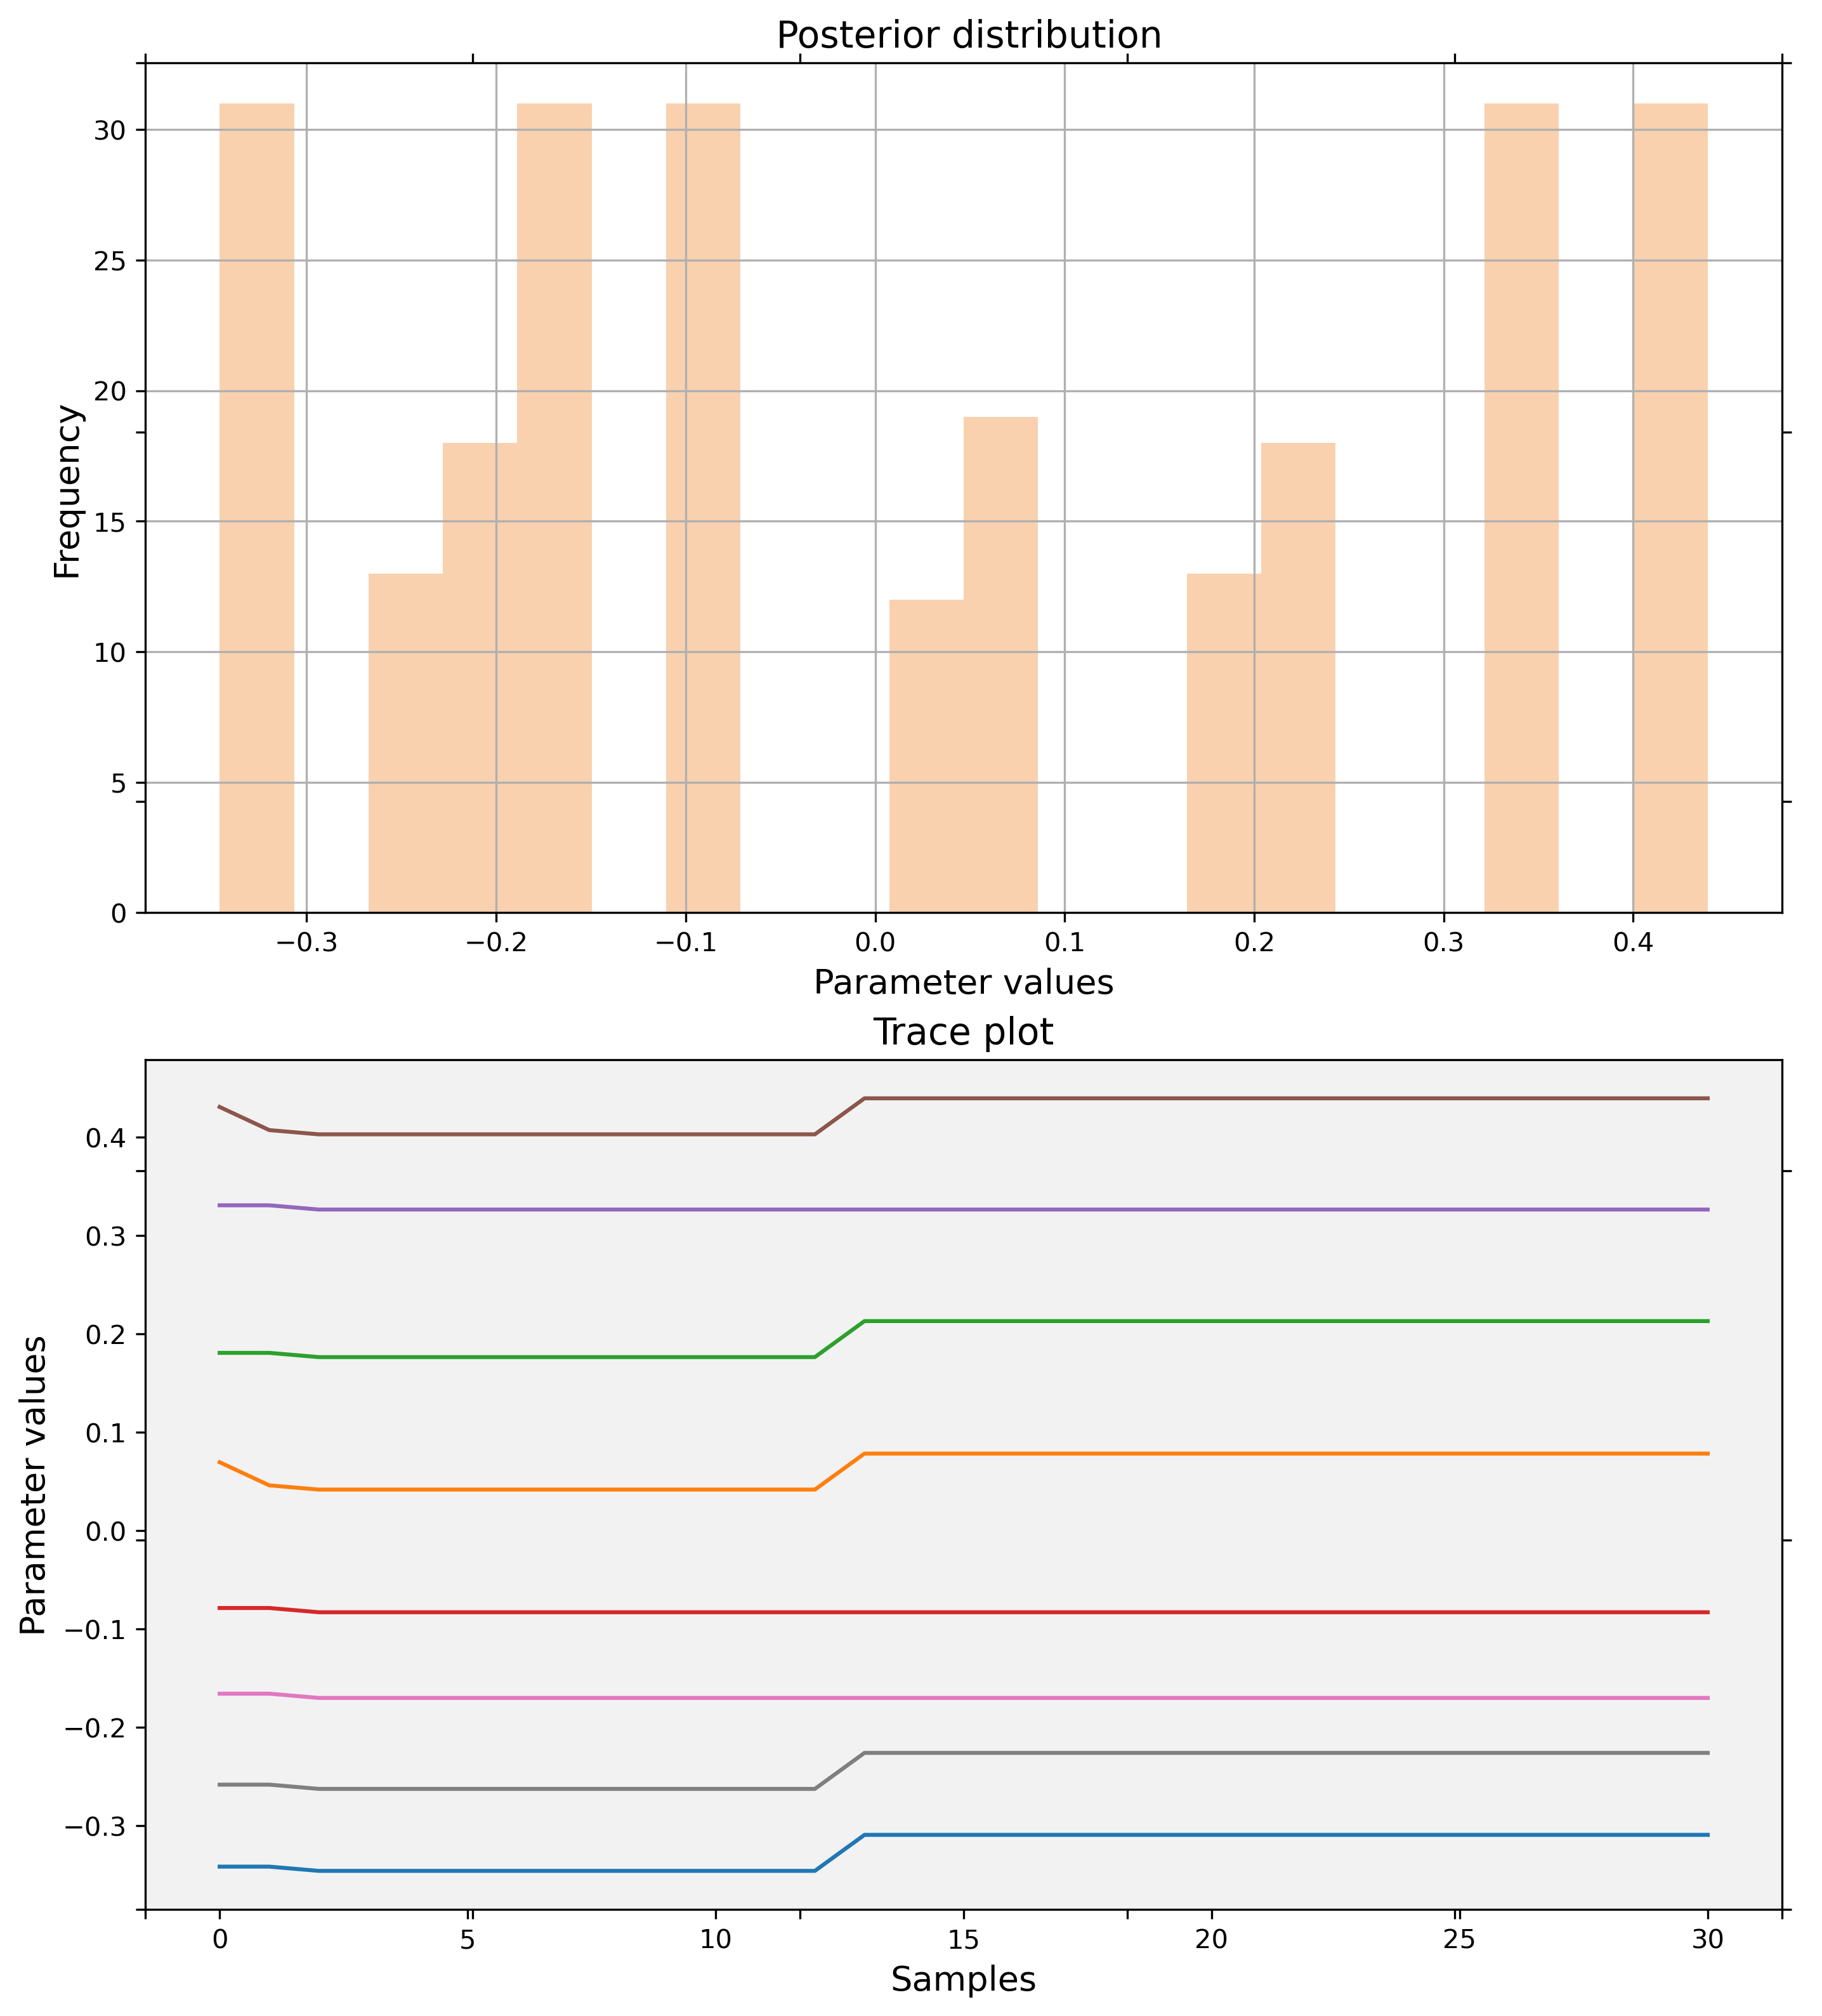 Posterior distribution
30
25
20
15
10
5
0
Frequency
−0.3 −0.2 −0.1 0.0 0.1 0.2 0.3 0.4
Parameter values
Trace plot
0.4
0.3
0.2
0.1
0.0
−0.1
−0.2
−0.3
Parameter values
0 5 10 15 20 25 30
Samples